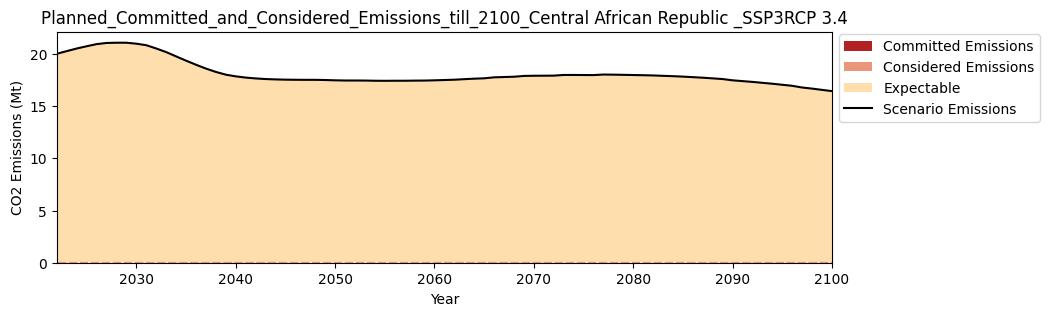 Planned_Committed_and_Considered_Emissions_till_2100_Central African Republic _SSP3RCP 3.4
20
15
10
5
0
CO2 Emissions (Mt)
2030 2040 2050 2060 2070 2080 2090 2100
Year
Committed Emissions
Considered Emissions
Expectable
Scenario Emissions